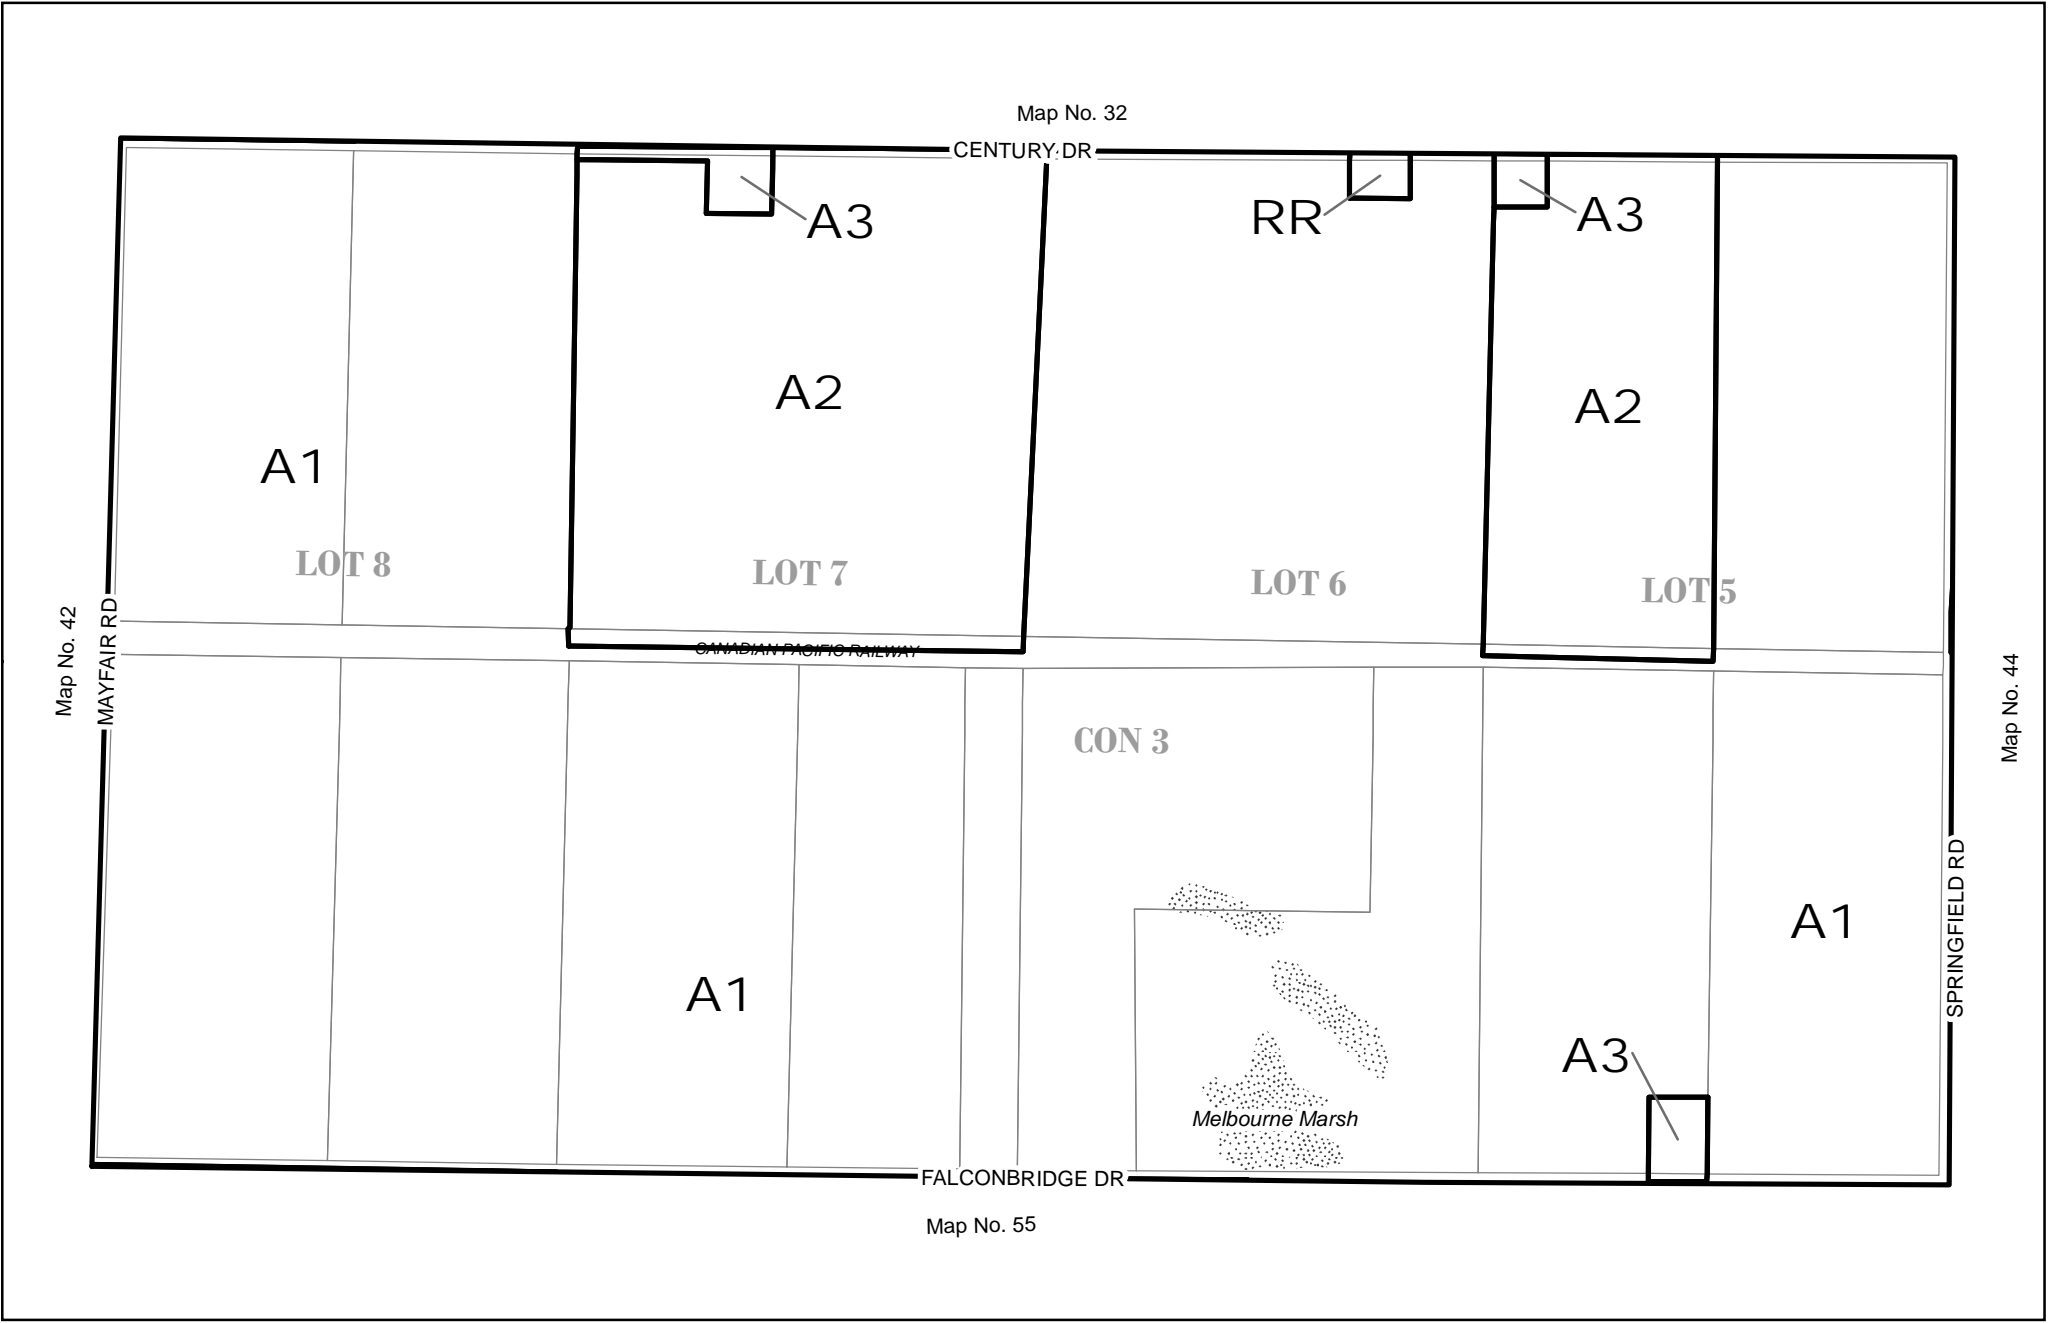 Map No. 32
CENTURY DR
A3
RR
A3
A2
A2
A1
LOT 8
LOT 7
LOT 6
LOT 5
Map No. 42
MAYFAIR RD
CANADIAN PACIFIC RAILWAY
Map No. 44
CON 3
SPRINGFIELD RD
A1
A1
A3
Melbourne Marsh
FALCONBRIDGE DR
Map No. 55